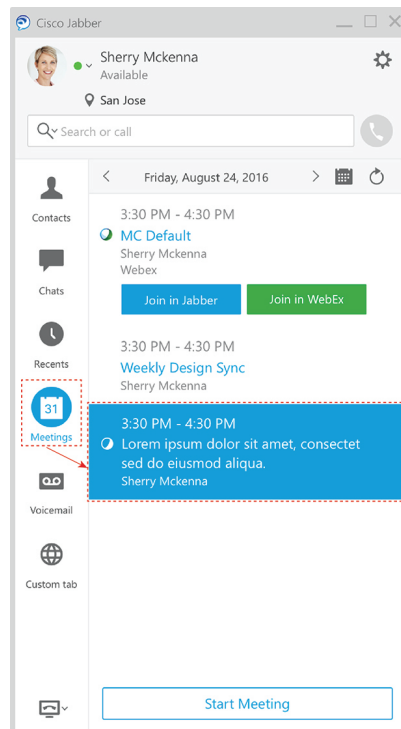 Cisco Jabber
Sherry Mckenna
Available
San Jose
Search or call
Friday, August 24, 2016
Contacts
Chats
Recents
31
Meetings
Voicemail
Custom tab
3:30 PM - 4:30 PM
MC Default
Sherry Mckenna
Webex
Join in Jabber
Join in WebEx
3:30 PM - 4:30 PM
Weekly Design Sync
Sherry Mckenna
3:30 PM - 4:30 PM
Lorem ipsum dolor sit amet, consectet
sed do eiusmod aliqua.
Sherry Mckenna
Start Meeting